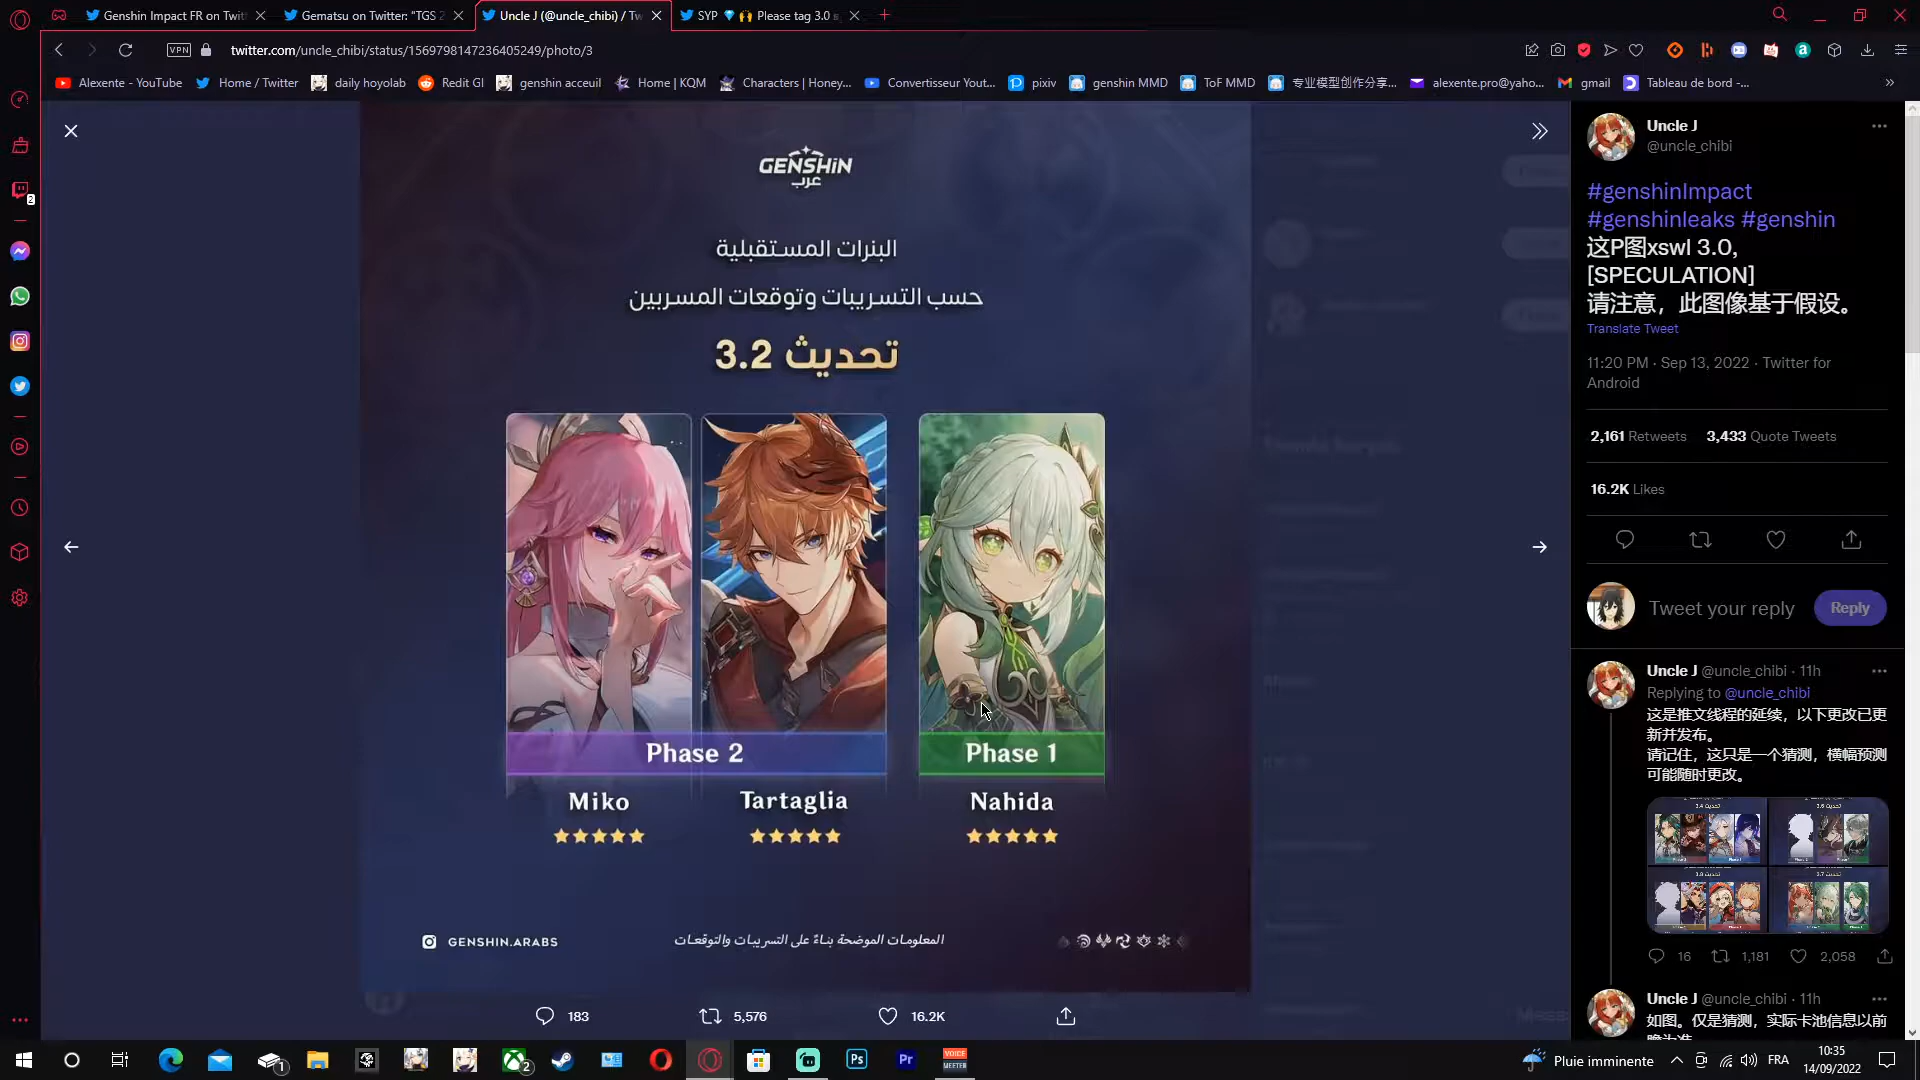 Genshin Impact FR on Twit
Gematsu on Twitter: "TGS 2
Uncle J (@uncle_chibi) / Tw
SYP 💎 🙌 Please tag 3.0 s
VPN
twitter.com/uncle_chibi/status/1569798147236405249/photo/3
Alexente - YouTube
Home / Twitter
daily hoyolab
Redit GI
genshin acceuil
Home | KQM
Characters | Honey...
Convertisseur Yout...
pixiv
genshin MMD
ToF MMD
专业模型创作分享...
alexente.pro@yaho...
gmail
Tableau de bord -...
2
GENSHIN
عرب
البنرات المستقبلية
حسب التسريبات وتوقعات المسربين
تحديث 3.2
Phase 2
Phase 1
Miko
Tartaglia
Nahida
GENSHIN.ARABS
المعلومات الموضحة بناءً على التسريبات والتوقعات
183
5,576
16.2K
Uncle J
@uncle_chibi
#genshinImpact
#genshinleaks #genshin
这P图xswl 3.0,
[SPECULATION]
请注意，此图像基于假设。
Translate Tweet
11:20 PM · Sep 13, 2022 · Twitter for
Android
2,161 Retweets 3,433 Quote Tweets
16.2K Likes
Tweet your reply
Reply
Uncle J @uncle_chibi · 11h
Replying to @uncle_chibi
这是推文线程的延续，以下更改已更
新并发布。
请记住，这只是一个猜测，横幅预测
可能随时更改。
16
1,181
2,058
Uncle J @uncle_chibi · 11h
如图。仅是猜测，实际卡池信息以前
1
2
Ps
Pr
VOICE
MEETER
Pluie imminente
FRA
10:35
14/09/2022